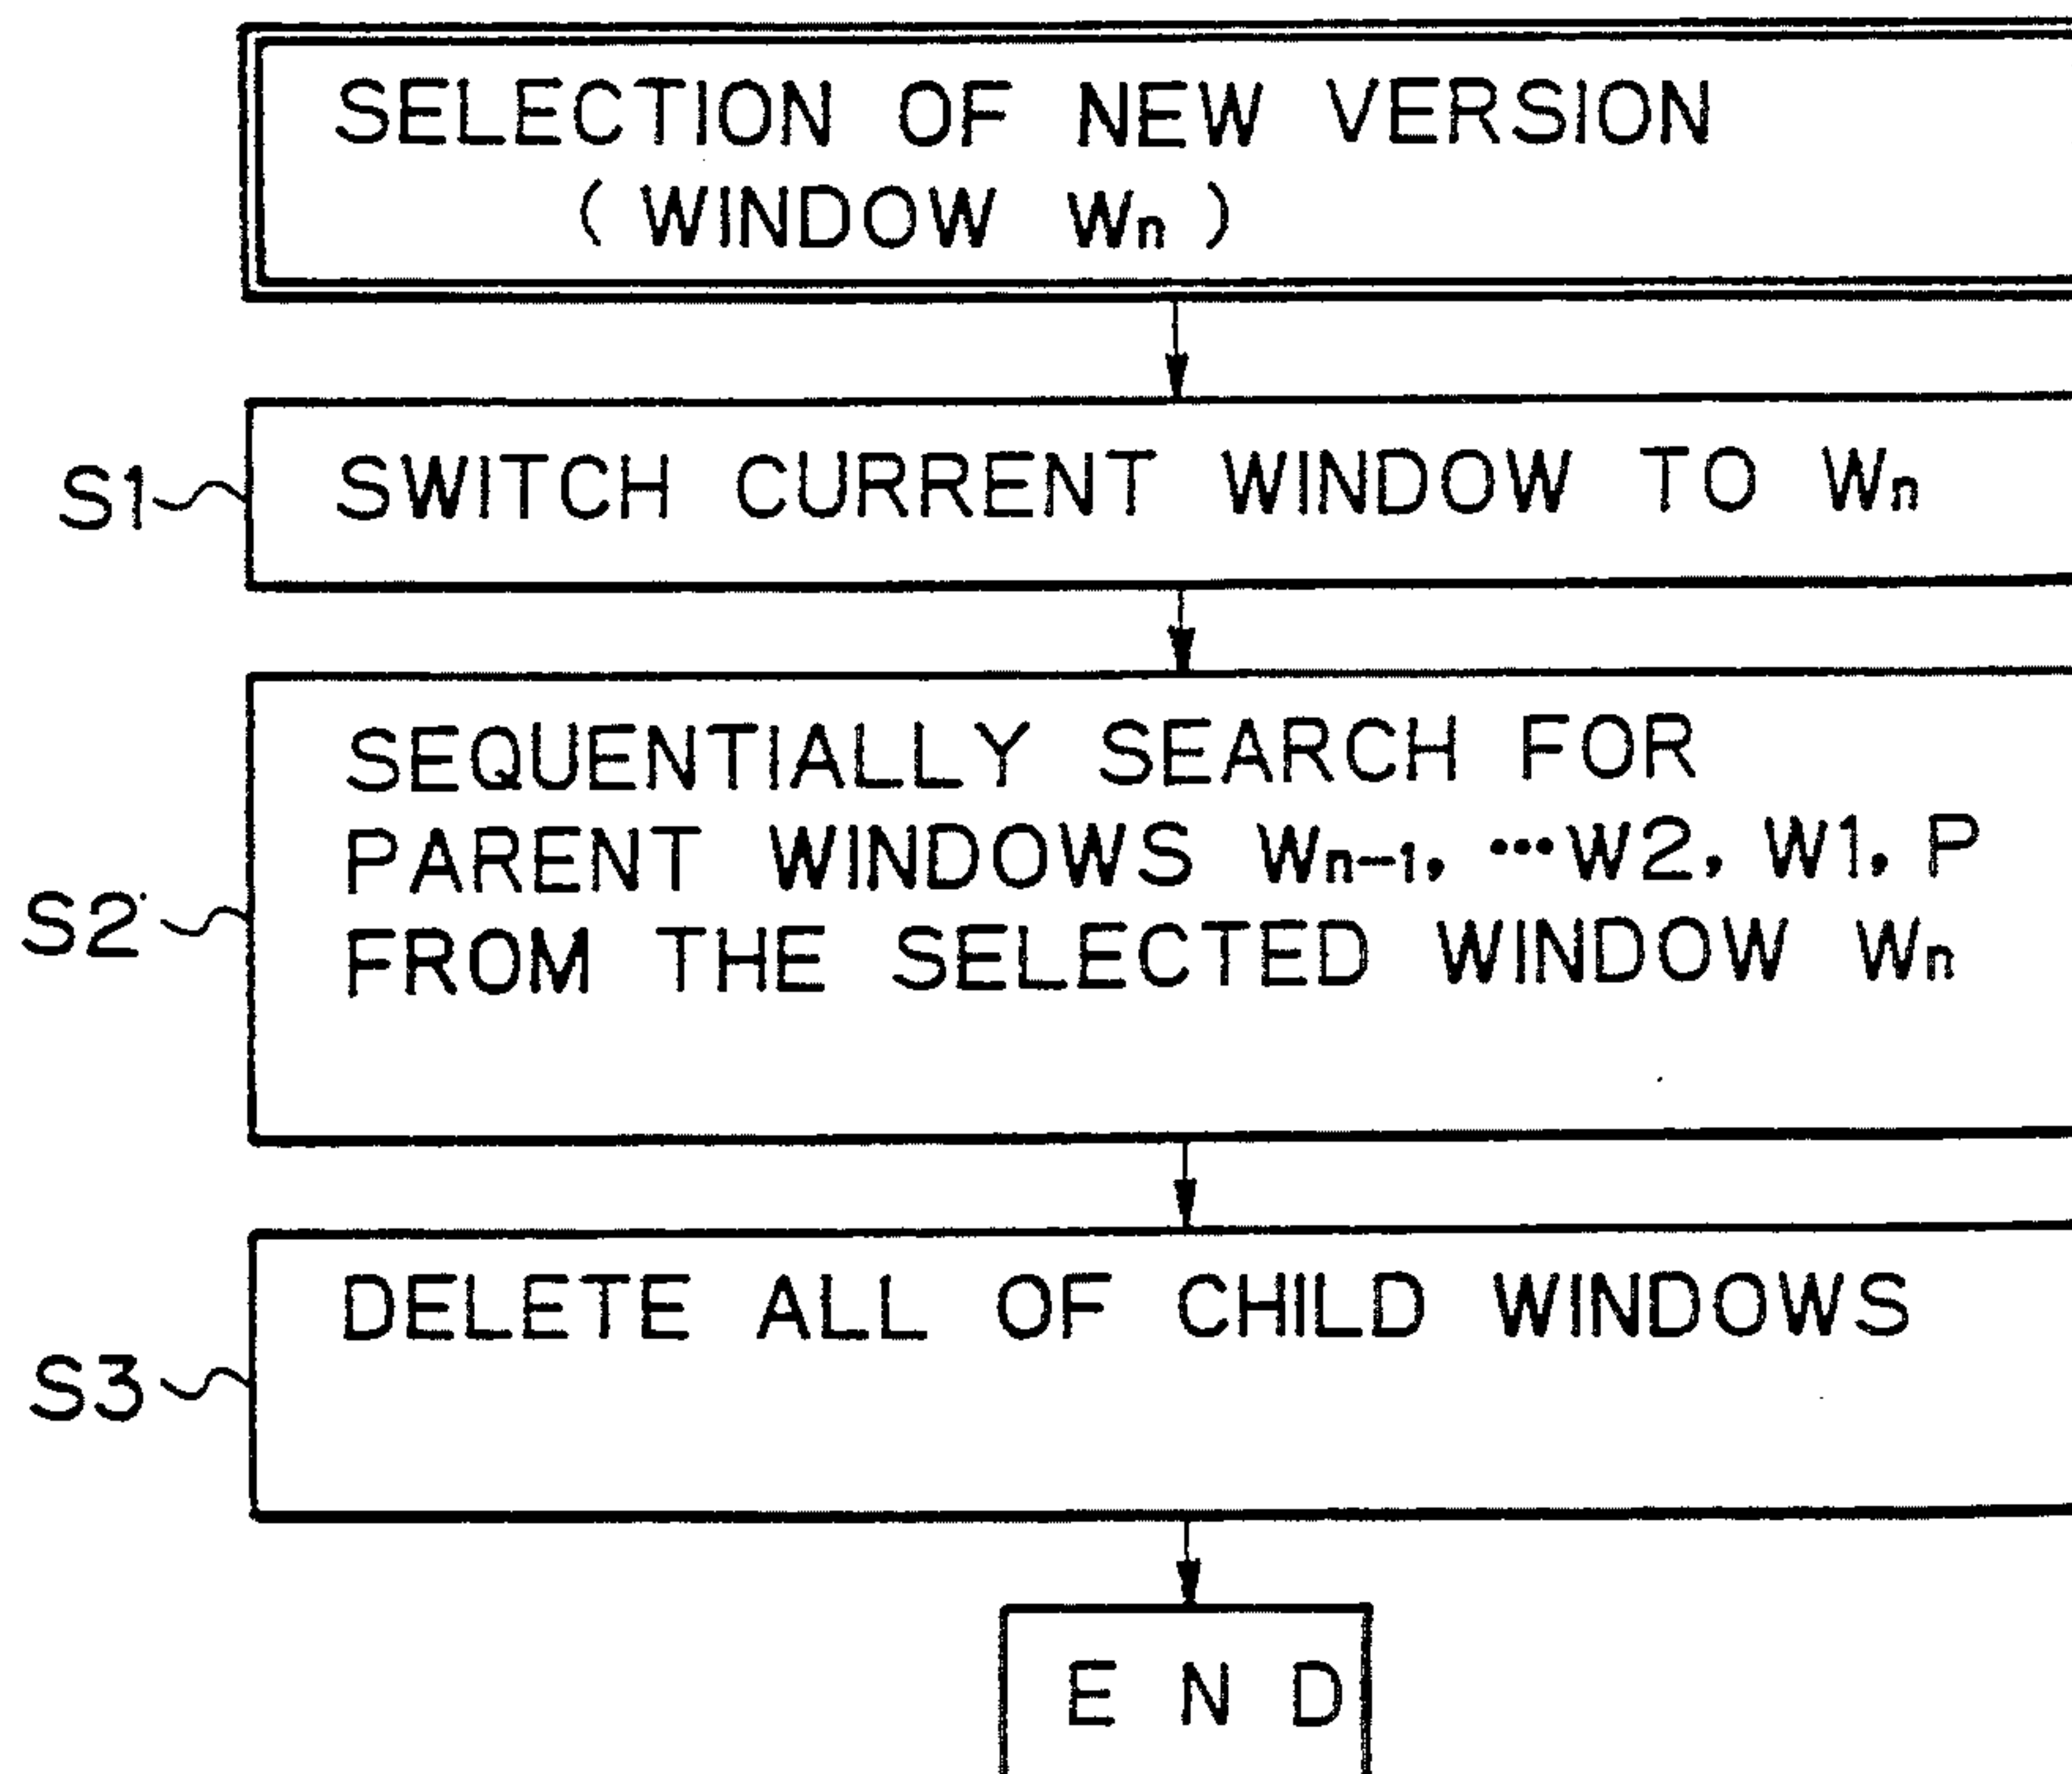 SELECTION OF NEW VERSION
( WINDOW Wn )
S1
SWITCH CURRENT WINDOW TO Wn
S2
SEQUENTIALLY SEARCH FOR
PARENT WINDOWS Wn-1, ...W2, W1, P
FROM THE SELECTED WINDOW Wn
S3
DELETE ALL OF CHILD WINDOWS
E N D